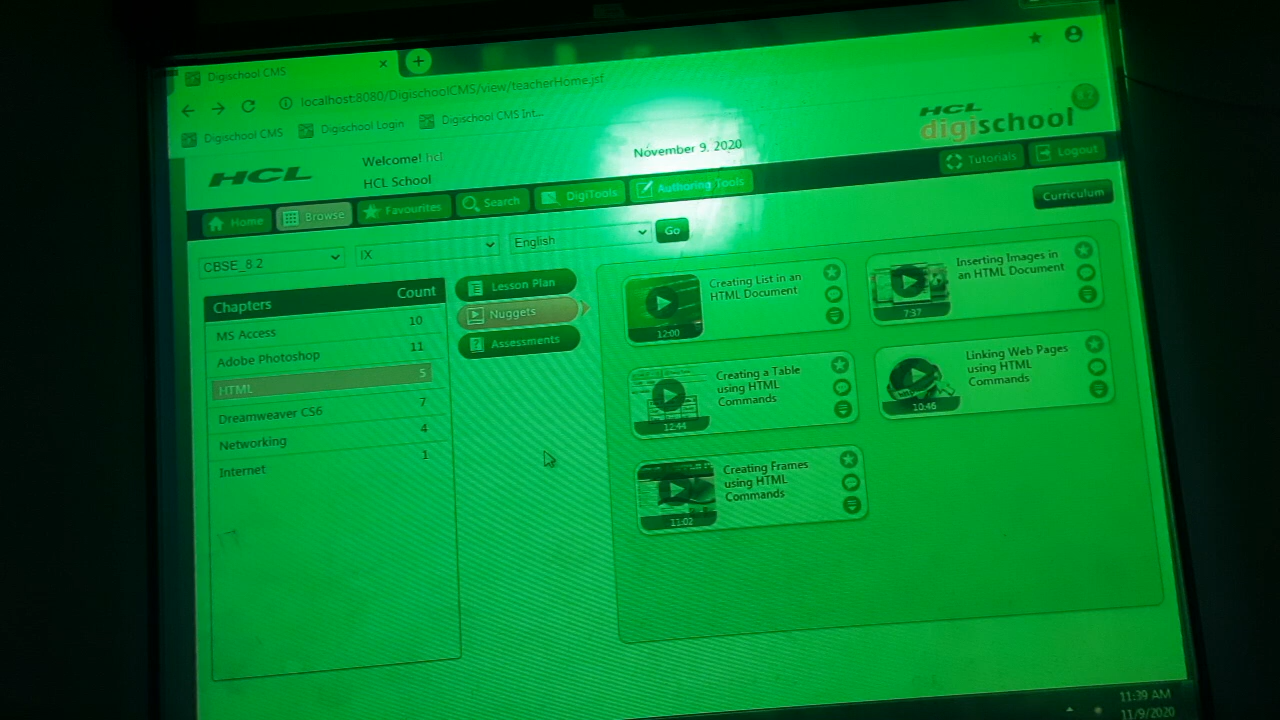 Digischool CMS
localhost:8080/DigischoolCMS/view/teacherHome.jsf
Digischool CMS Digischool Login Digischool CMS Int...
HCL
Welcome! hcl
HCL School
November 9, 2020
HCL
digischool
Home Browse Favourites Search DigiTools Authoring Tools Tutorials Logout
CBSE_8.2 IX English Go Curriculum
Chapters Count
MS Access 10
Adobe Photoshop 11
HTML 5
Dreamweaver CS6 7
Networking 4
Internet 1
Lesson Plan
Nuggets
Assessments
Creating List in an
HTML Document
12:00
Inserting Images in
an HTML Document
7:37
Creating a Table
using HTML
Commands
12:44
Linking Web Pages
using HTML
Commands
10:46
Creating Frames
using HTML
Commands
11:02
11:39 AM
11/9/2020